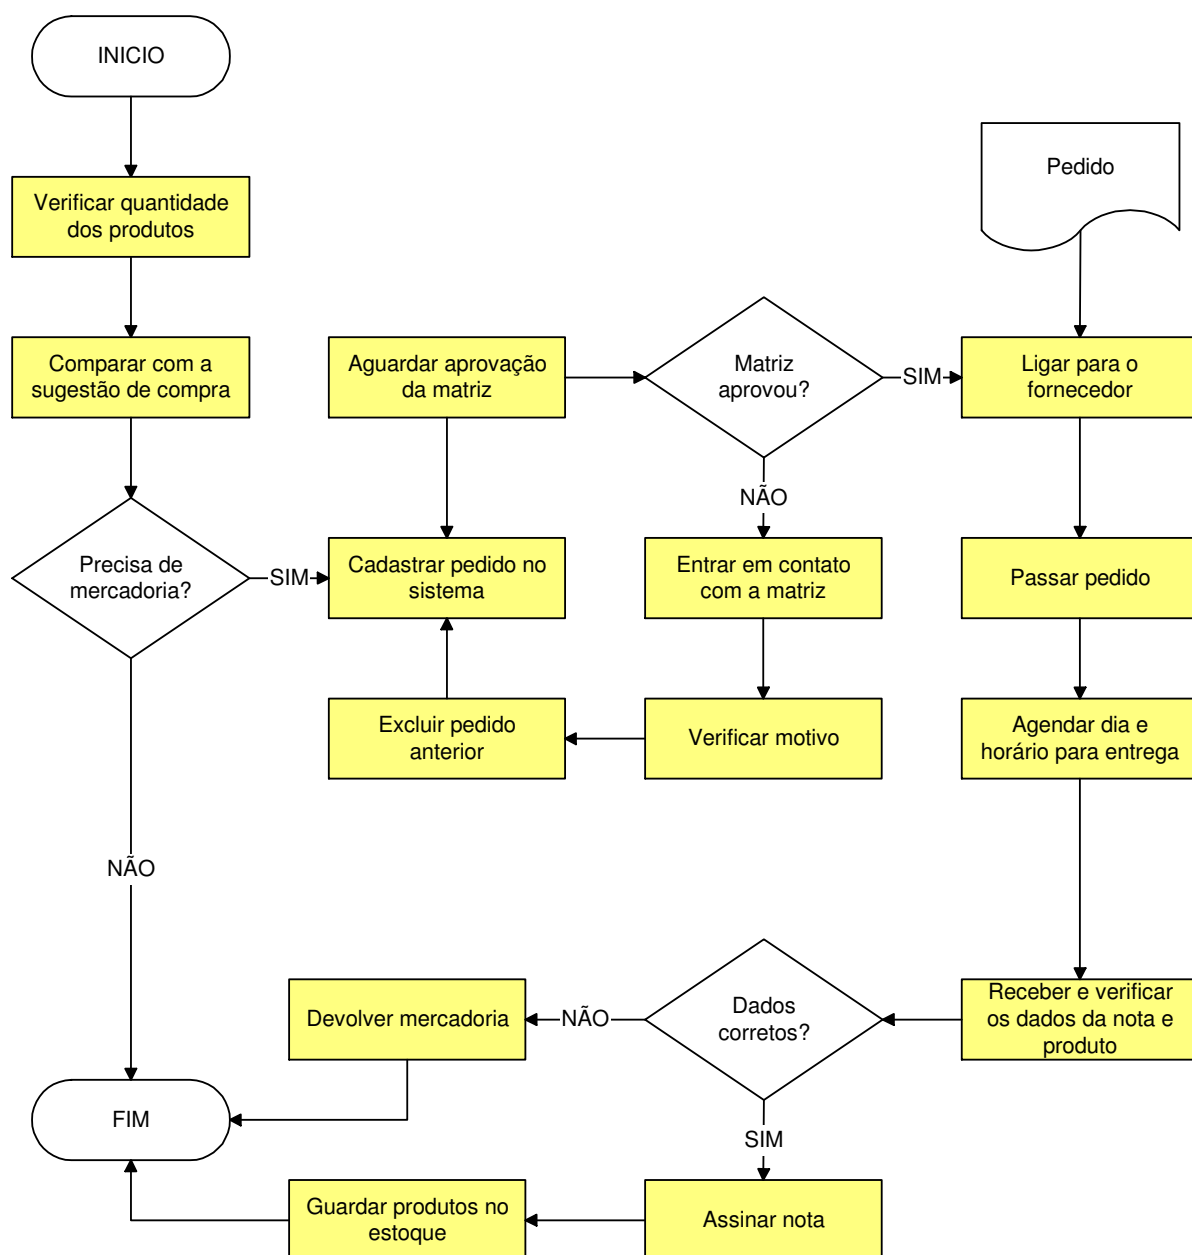 INICIO
Verificar quantidade
dos produtos
Comparar com a
sugestão de compra
Precisa de
mercadoria?
SIM
NÃO
Cadastrar pedido no
sistema
Aguardar aprovação
da matriz
Matriz
aprovou?
SIM
NÃO
Entrar em contato
com a matriz
Verificar motivo
Excluir pedido
anterior
Pedido
Ligar para o
fornecedor
Passar pedido
Agendar dia e
horário para entrega
Receber e verificar
os dados da nota e
produto
Dados
corretos?
NÃO
SIM
Devolver mercadoria
Assinar nota
Guardar produtos no
estoque
FIM